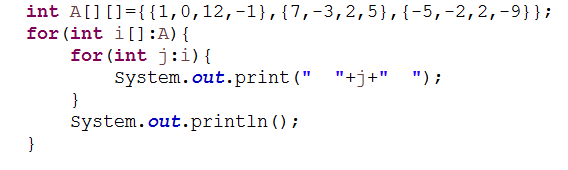 int A[][]={{1,0,12,-1},{7,-3,2,5},{-5,-2,2,-9}};
for(int i[]:A){
    for(int j:i){
        System.out.print("  "+j+"  ");
    }
    System.out.println();
}